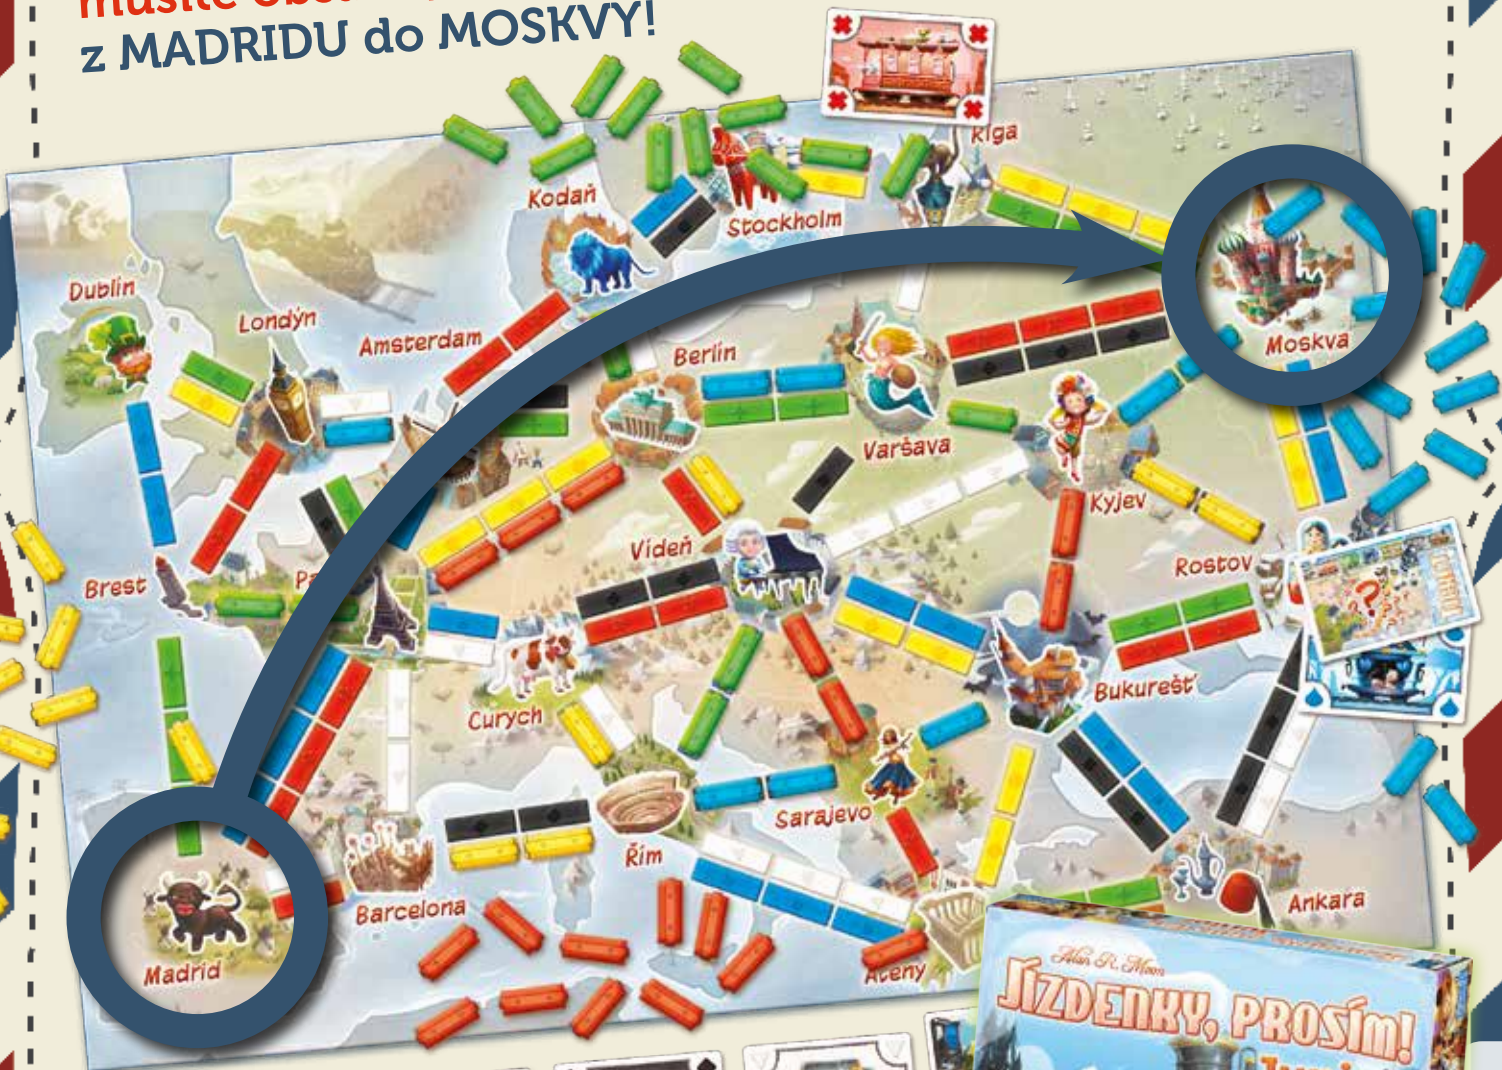 z MADRIDU do MOSKVY!
Riga
Kodaň
Stockholm
Dublin
Londýn
Amsterdam
Berlín
Moskva
Varšava
Kyjev
Vídeň
Brest
Rostov
Curych
Bukurešť
Sarajevo
Řím
Barcelona
Ankara
Madrid
Atény
Alan R. Moon
JÍZDENKY, PROSÍM!